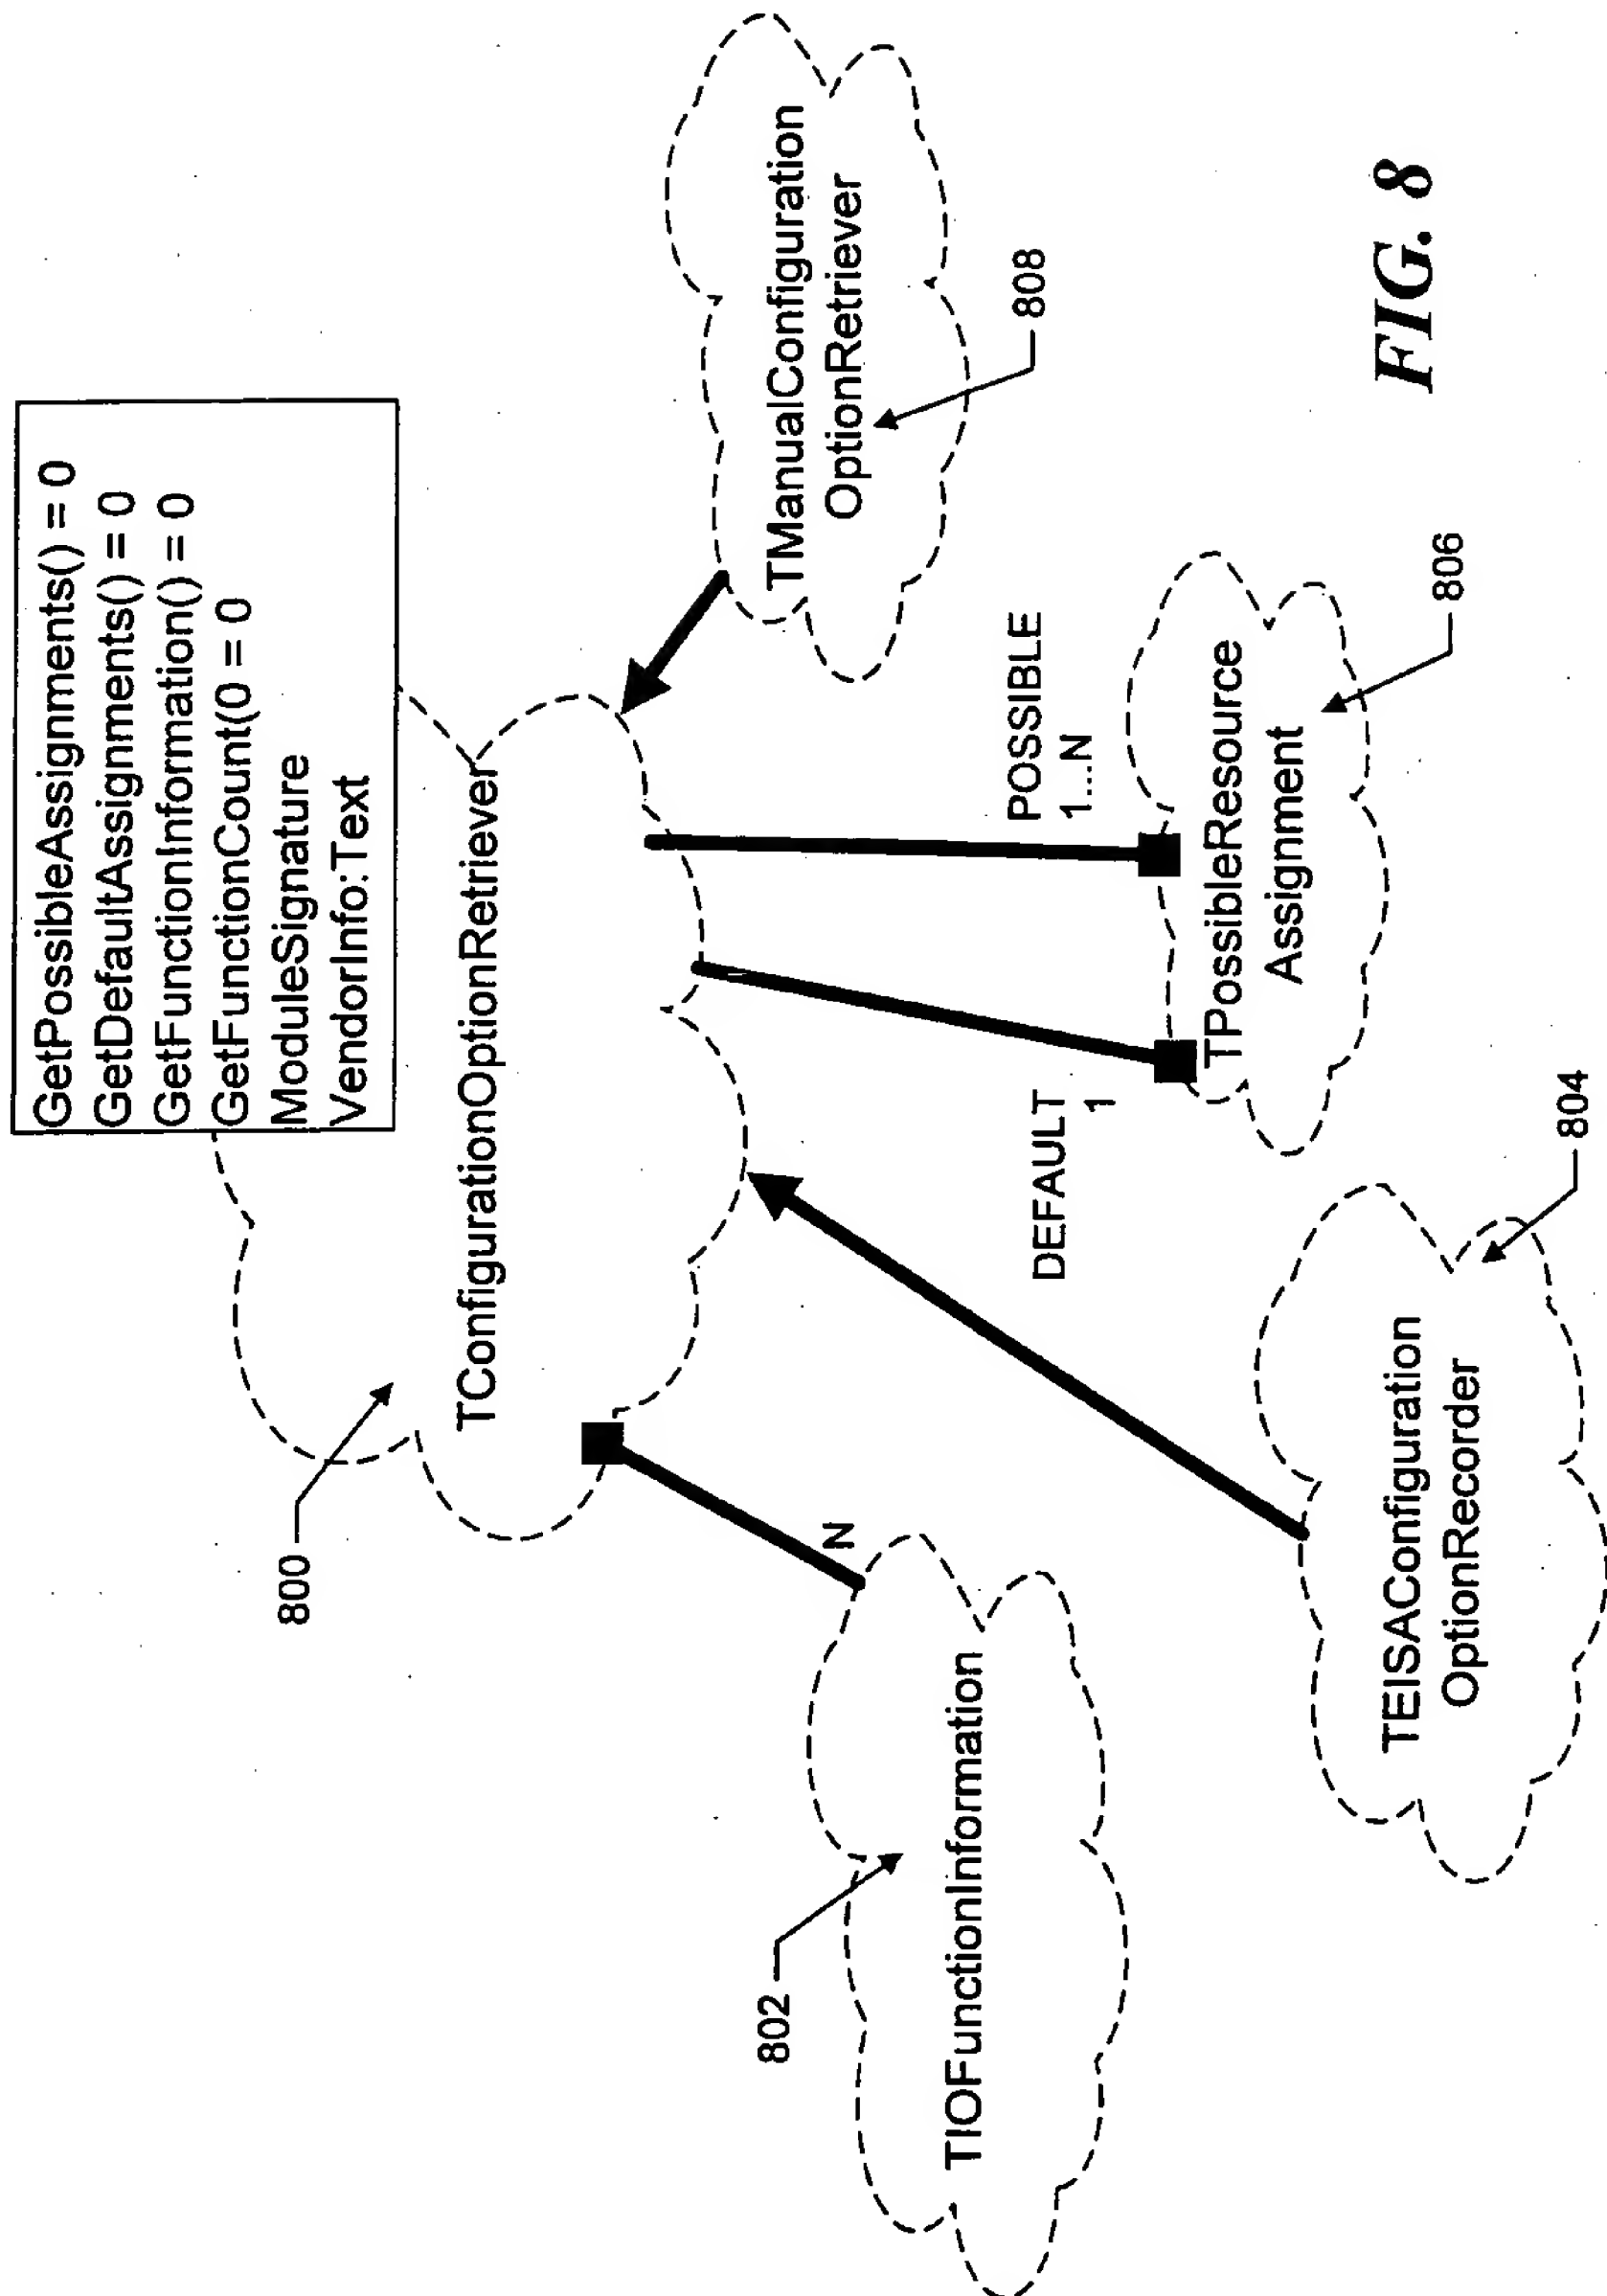 GetPossibleAssignments() = 0
GetDefaultAssignments() = 0
GetFunctionInformation() = 0
GetFunctionCount(0 = 0
ModuleSignature
VendorInfo:Text
800
TConfigurationOptionRetriever
802
N
TIOFunctionInformation
DEFAULT
1
POSSIBLE
1...N
TManualConfiguration
OptionRetriever
808
TPossibleResource
Assignment
806
TEISAConfiguration
OptionRecorder
804
FIG. 8